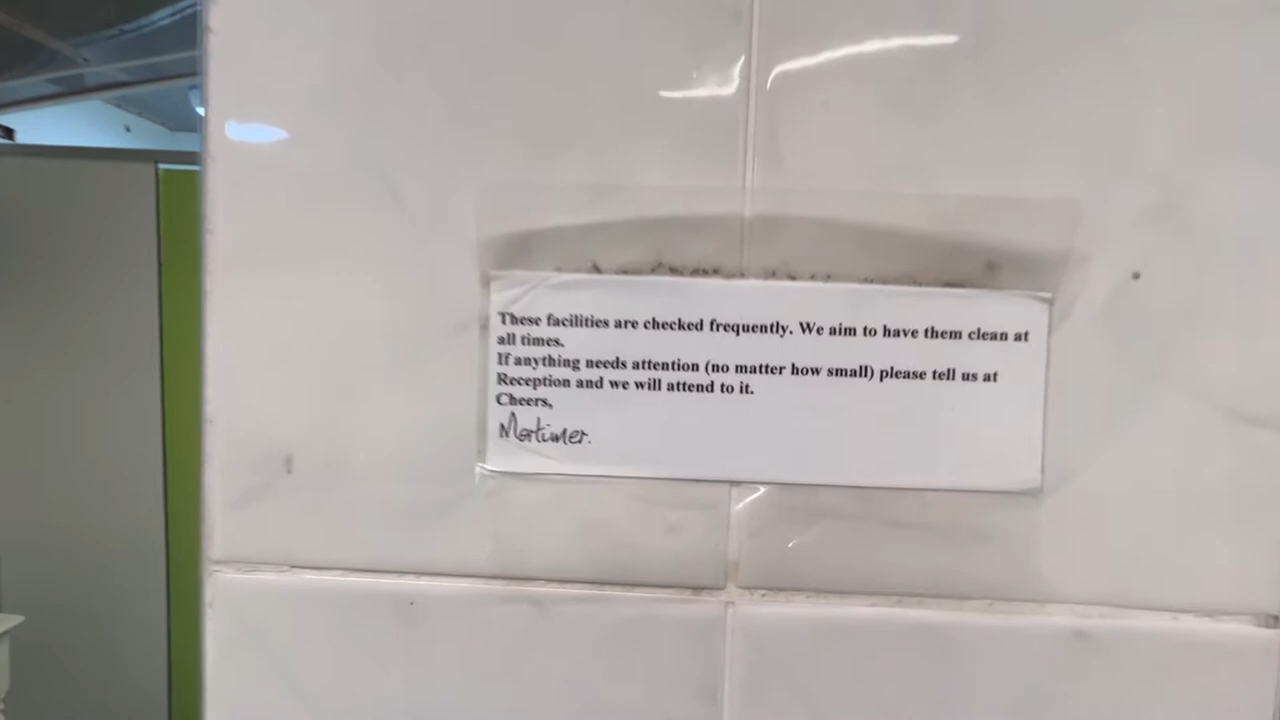 These facilities are checked frequently. We aim to have them clean at
all times.
If anything needs attention (no matter how small) please tell us at
Reception and we will attend to it.
Cheers,
Mortimer.